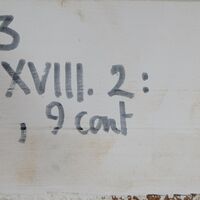 3
XVIII. 2:
, 9 cont